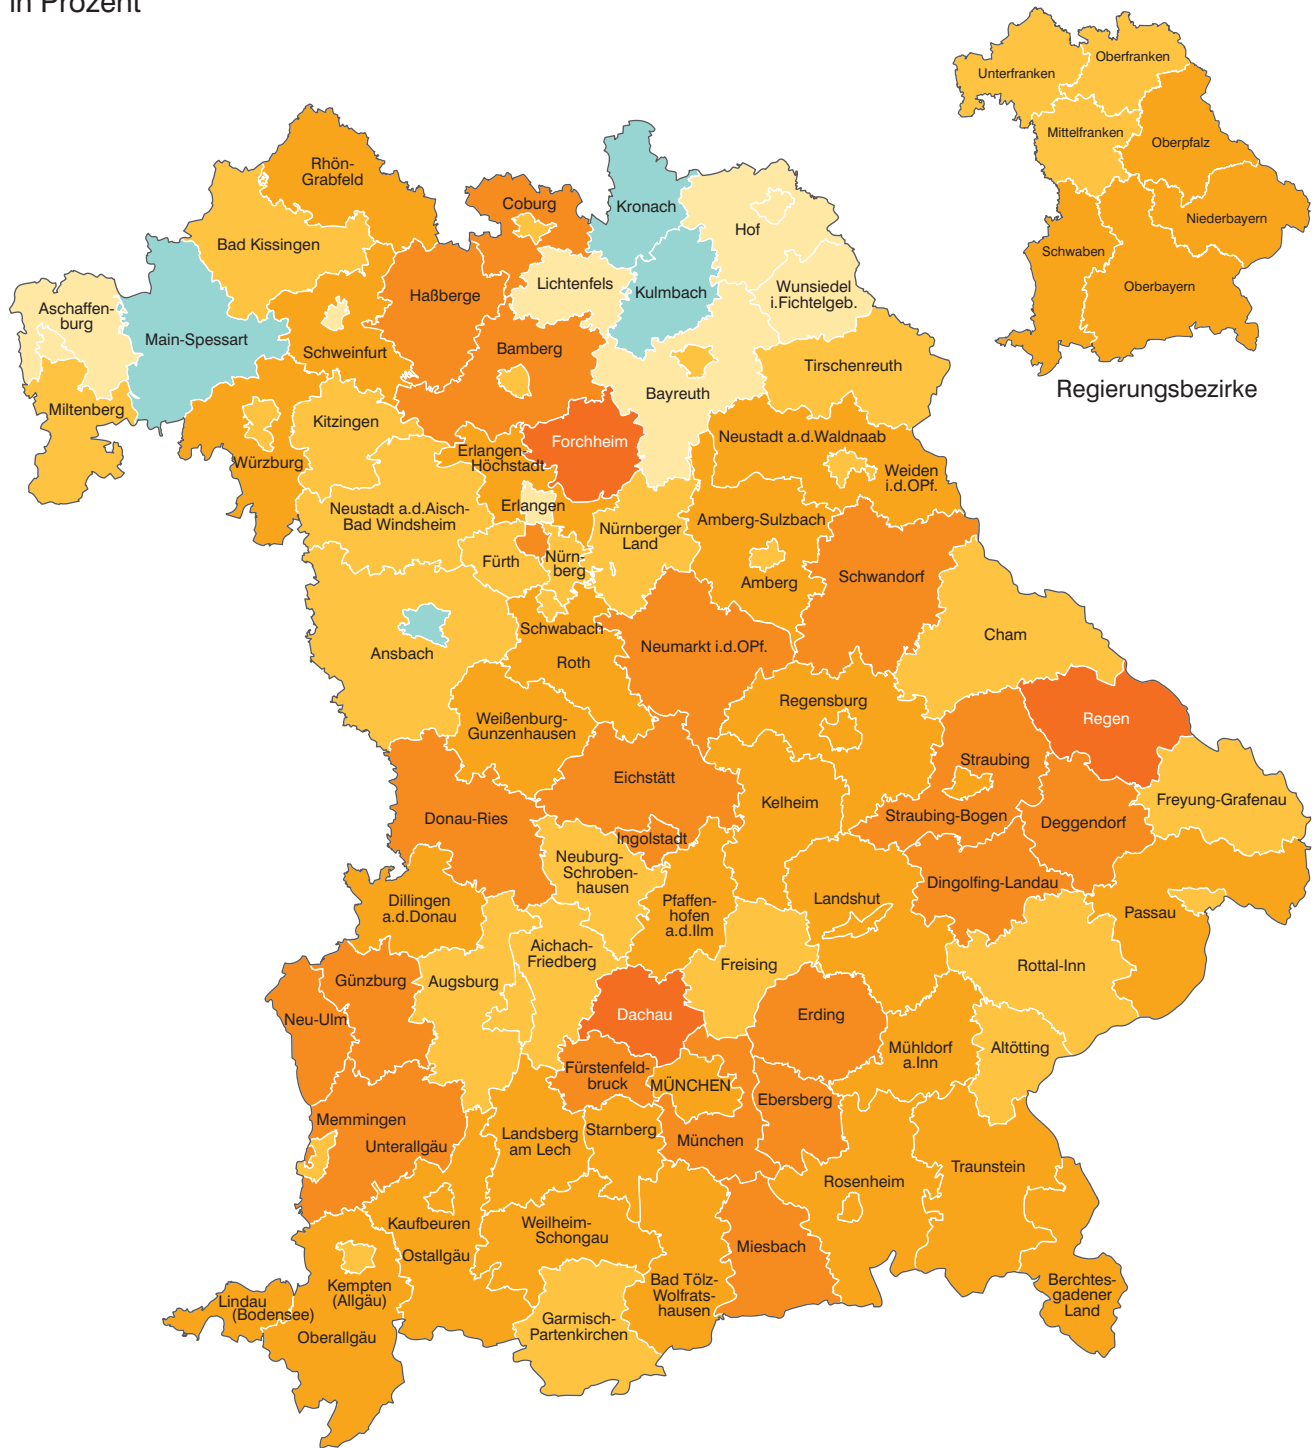 in Prozent
Unterfranken
Oberfranken
Mittelfranken
Oberpfalz
Niederbayern
Schwaben
Oberbayern
Regierungsbezirke
Rhön-
Grabfeld
Coburg
Kronach
Hof
Bad Kissingen
Lichtenfels
Kulmbach
Wunsiedel
i.Fichtelgeb.
Haßberge
Aschaffen-
burg
Main-Spessart
Schweinfurt
Bamberg
Tirschenreuth
Bayreuth
Miltenberg
Kitzingen
Forchheim
Neustadt a.d.Waldnaab
Würzburg
Erlangen-
Höchstadt
Weiden
i.d.OPf.
Erlangen
Neustadt a.d.Aisch-
Bad Windsheim
Amberg-Sulzbach
Nürnberger
Land
Fürth
Nürn-
berg
Amberg
Schwandorf
Schwabach
Cham
Ansbach
Neumarkt i.d.OPf.
Roth
Regensburg
Regen
Weißenburg-
Gunzenhausen
Straubing
Eichstätt
Kelheim
Freyung-Grafenau
Donau-Ries
Straubing-Bogen
Deggendorf
Ingolstadt
Neuburg-
Schroben-
hausen
Dingolfing-Landau
Dillingen
a.d.Donau
Pfaffen-
hofen
a.d.Ilm
Landshut
Passau
Aichach-
Friedberg
Freising
Rottal-Inn
Günzburg
Augsburg
Neu-Ulm
Dachau
Erding
Mühldorf
a.Inn
Altötting
Fürstenfeld-
bruck
MÜNCHEN
Ebersberg
Memmingen
Unterallgäu
Landsberg
am Lech
Starnberg
München
Traunstein
Rosenheim
Kaufbeuren
Weilheim-
Schongau
Ostallgäu
Miesbach
Kempten
(Allgäu)
Bad Tölz-
Wolfrats-
hausen
Berchtes-
gadener
Land
Lindau
(Bodensee)
Garmisch-
Partenkirchen
Oberallgäu